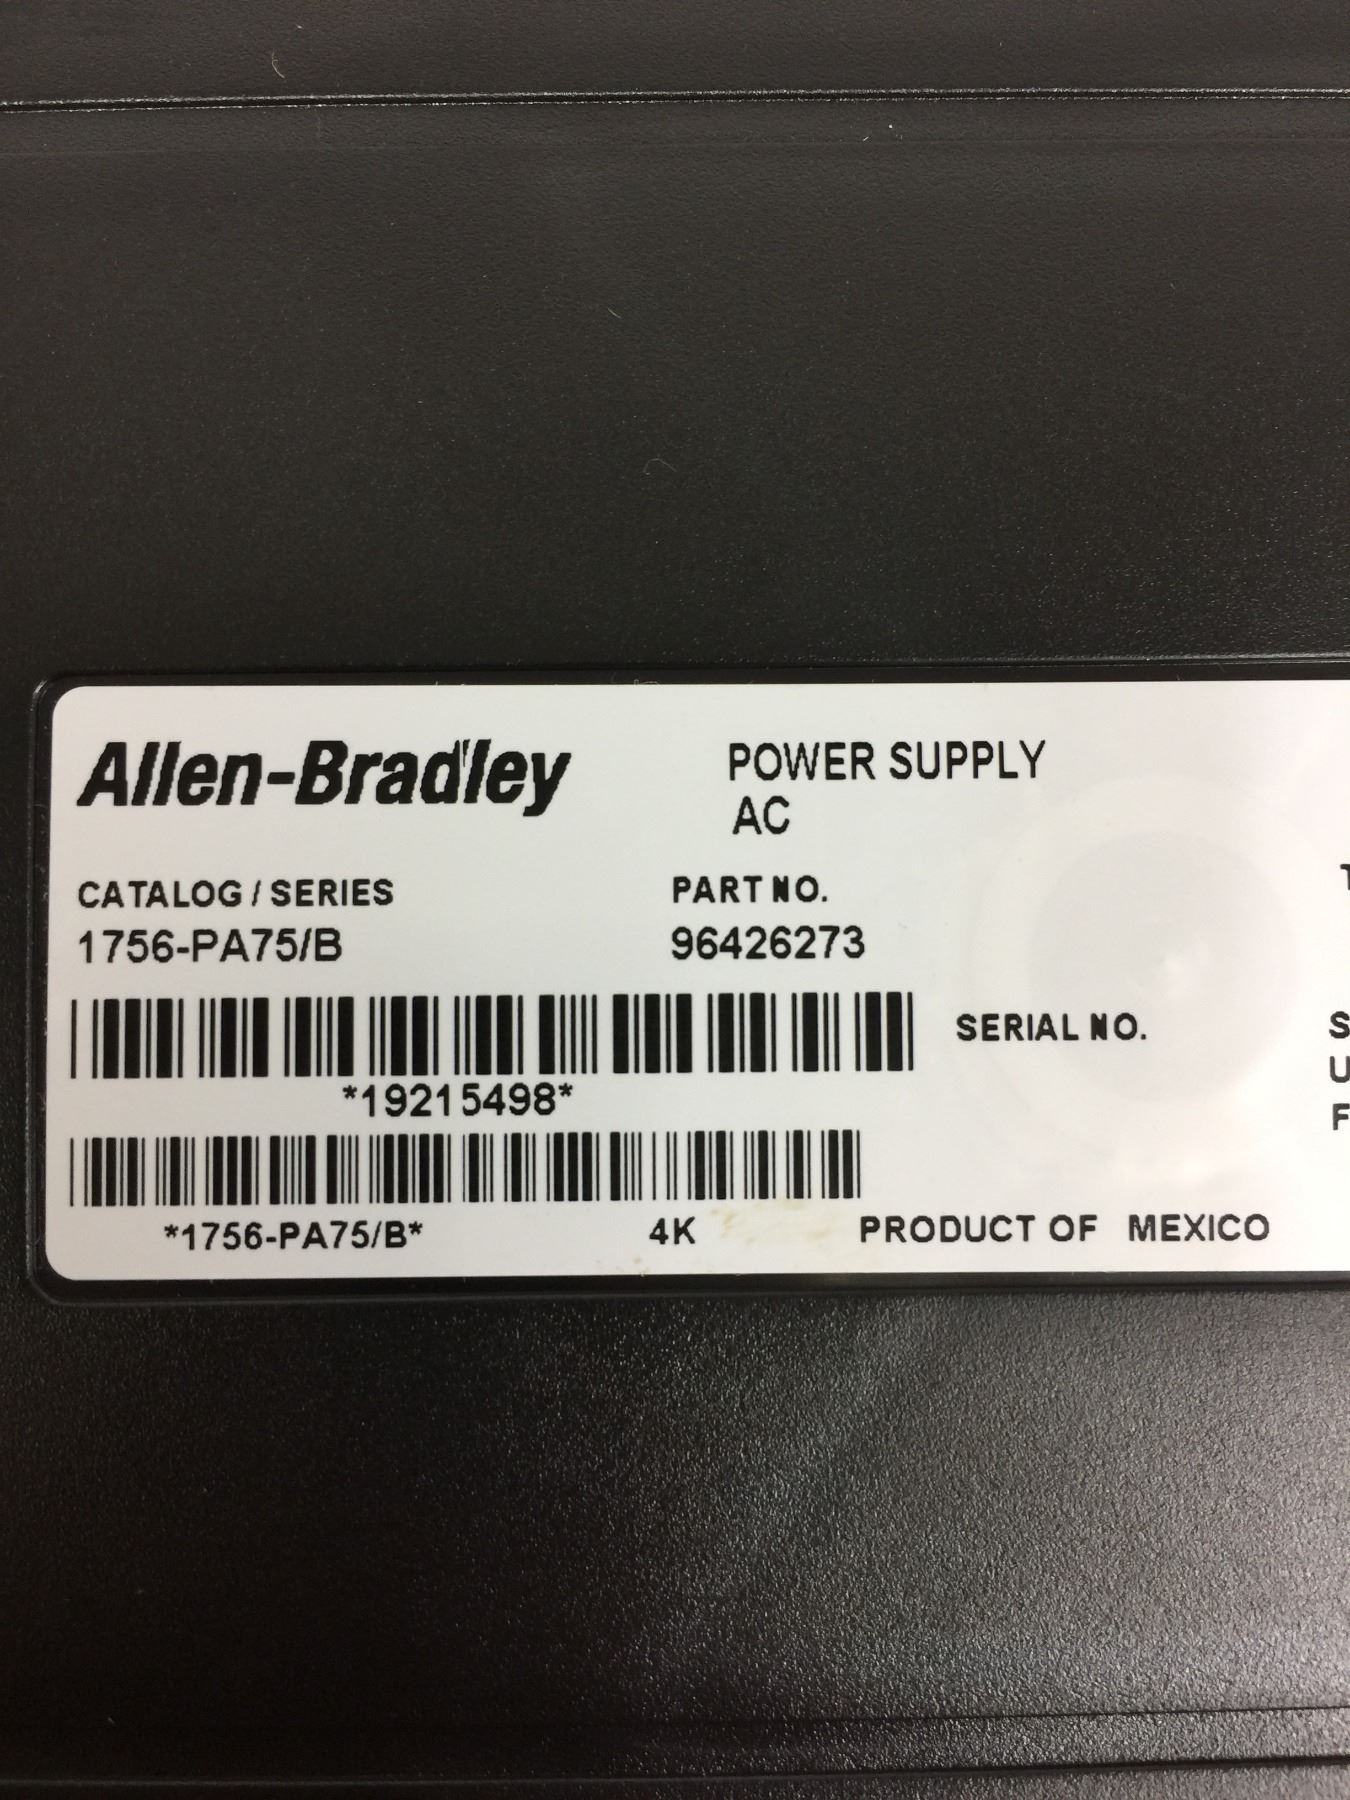 Allen-Bradley
POWER SUPPLY
AC
CATALOG / SERIES
PART NO.
1756-PA75/B
96426273
SERIAL NO.
*19215498*
*1756-PA75/B*
4K
PRODUCT OF MEXICO